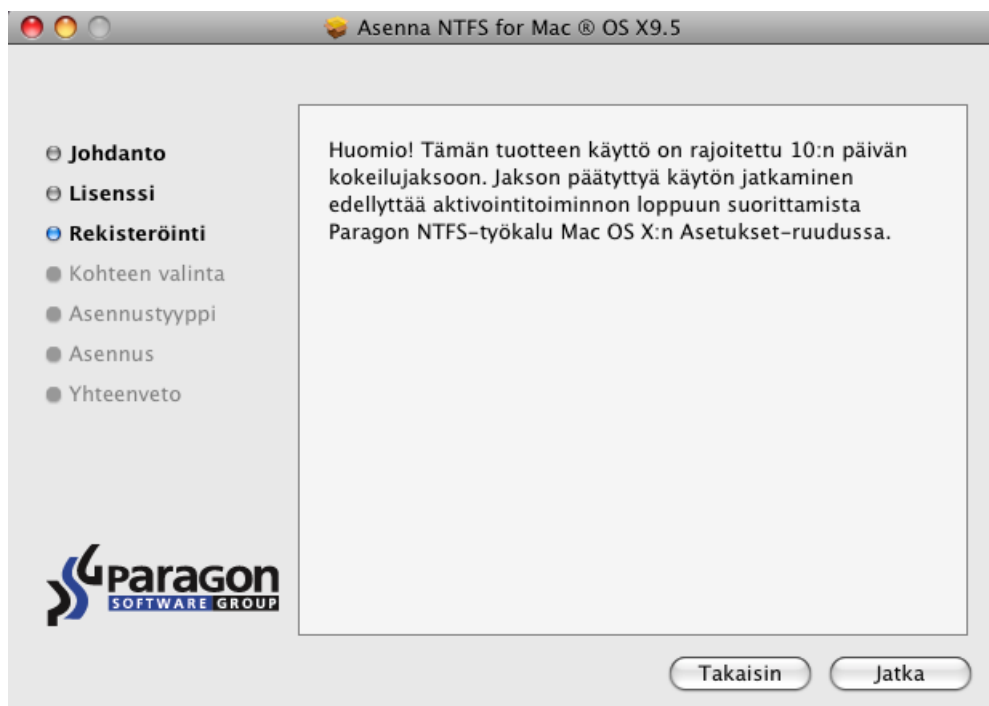 Asenna NTFS for Mac ® OS X9.5
Johdanto
Lisenssi
Rekisteröinti
Kohteen valinta
Asennustyyppi
Asennus
Yhteenveto
Huomio! Tämän tuotteen käyttö on rajoitettu 10:n päivän
kokeilujaksoon. Jakson päätyttyä käytön jatkaminen
edellyttää aktivointitoiminnon loppuun suorittamista
Paragon NTFS-työkalu Mac OS X:n Asetukset-ruudussa.
Paragon
SOFTWARE GROUP
Takaisin
Jatka